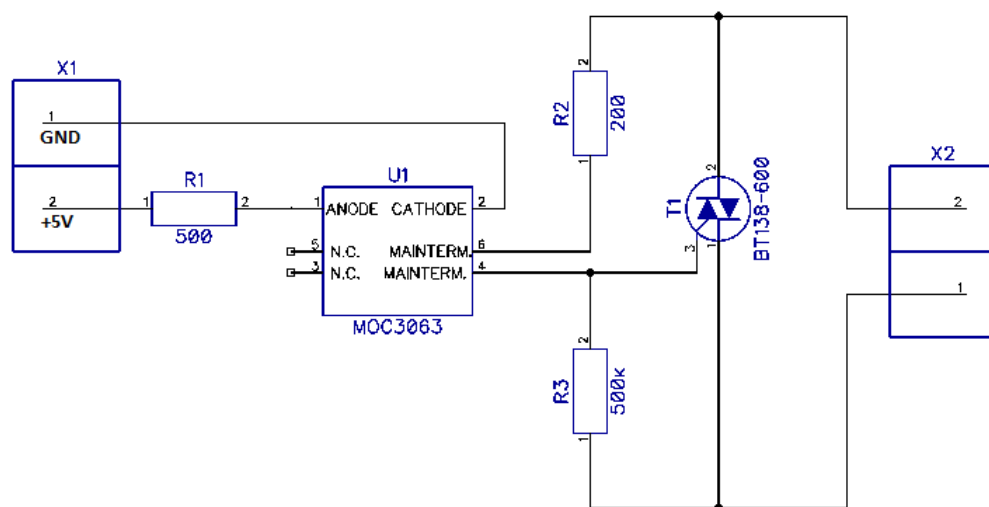 X1
1
GND
2
+5V
R1
1
2
500
U1
1
ANODE
CATHODE
2
5
N.C.
MAINTERM.
6
3
N.C.
MAINTERM.
4
MOC3063
2
R2
200
1
2
R3
500к
1
2
T1
3
1
BT138-600
X2
2
1